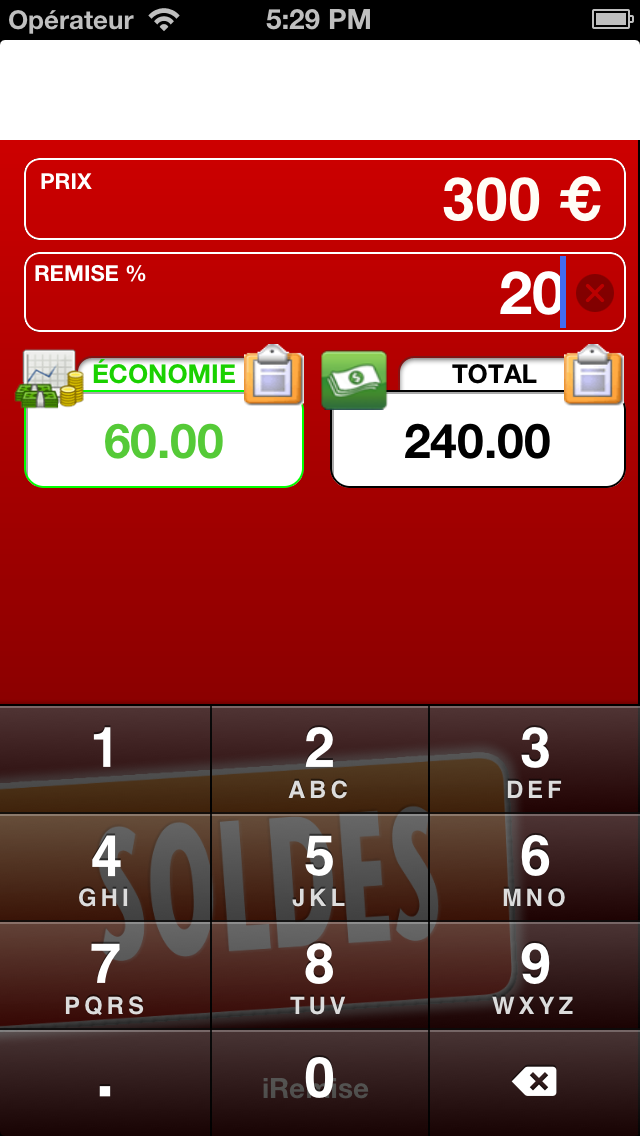 Opérateur 5:29 PM
PRIX
300 €
REMISE %
20
ÉCONOMIE
TOTAL
60.00
240.00
1
2
3
ABC
DEF
4
5
6
GHI
JKL
MNO
SOLDES
7
8
9
PQRS
TUV
WXYZ
.
0
iRemise